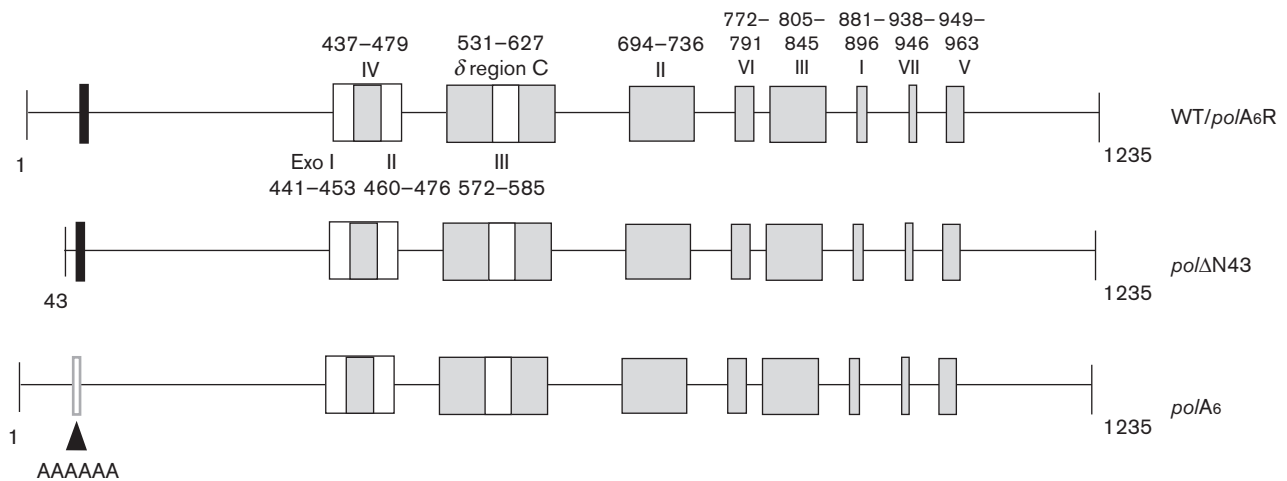 772– 805– 881– 938– 949–
437–479 531–627 694–736 791 845 896 946 963
IV δ region C II VI III I VII V
WT/polA6R
1 1235
Exo I II III
441–453 460–476 572–585
polΔN43
43 1235
polA6
1 1235
AAAAAA